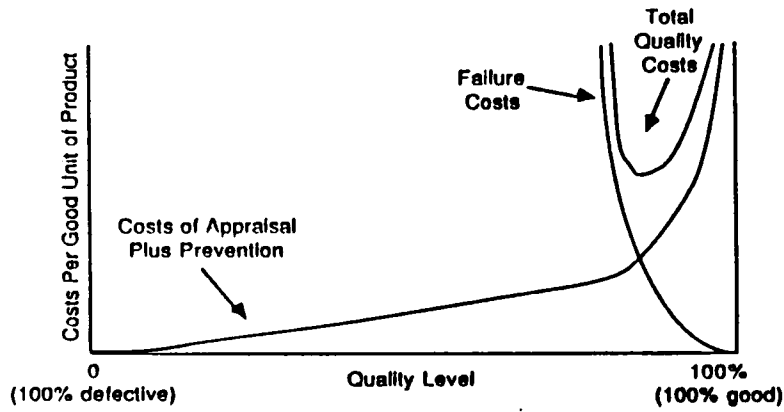 Total
Quality
Costs
Failure
Costs
Costs Per Good Unit of Product
Costs of Appraisal
Plus Prevention
0
(100% defective)
Quality Level
100%
(100% good)